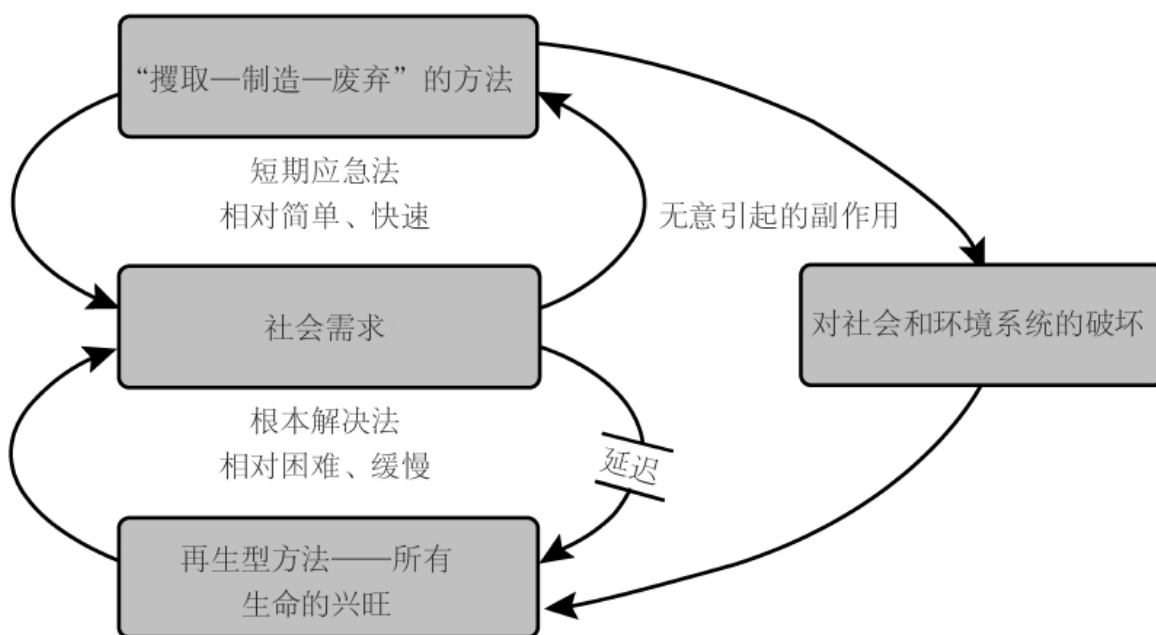 “攫取—制造—废弃”的方法
短期应急法
相对简单、快速
无意引起的副作用
社会需求
对社会和环境系统的破坏
根本解决法
相对困难、缓慢
延迟
再生型方法——所有
生命的兴旺